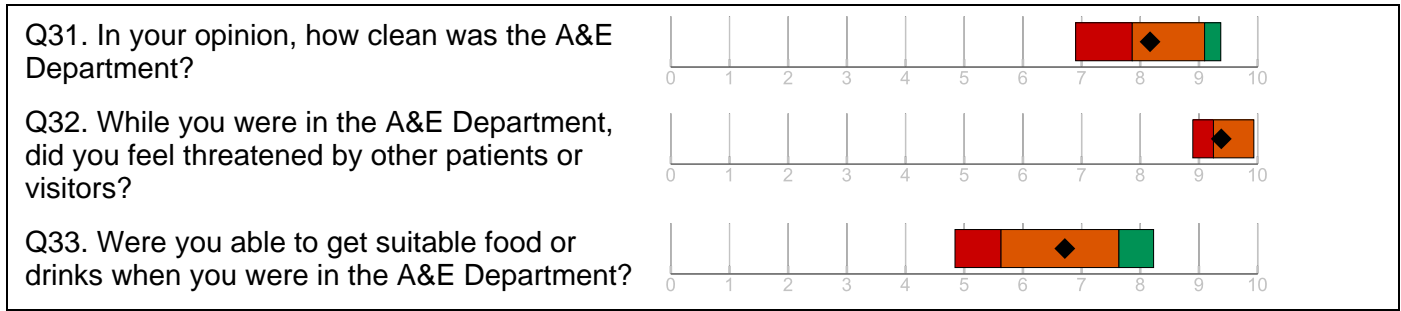 Q31. In your opinion, how clean was the A&E
Department?
0 1 2 3 4 5 6 7 8 9 10
Q32. While you were in the A&E Department,
did you feel threatened by other patients or
visitors?
0 1 2 3 4 5 6 7 8 9 10
Q33. Were you able to get suitable food or
drinks when you were in the A&E Department?
0 1 2 3 4 5 6 7 8 9 10